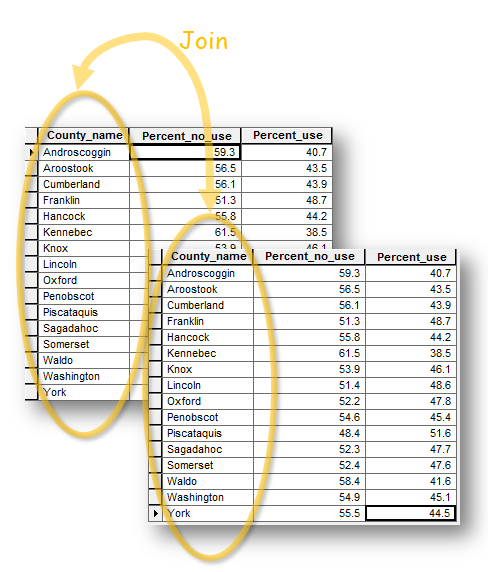 Join
County_name Percent_no_use Percent_use
Androscoggin 59.3 40.7
Aroostook 56.5 43.5
Cumberland 56.1 43.9
Franklin 51.3 48.7
Hancock 55.8 44.2
Kennebec 61.5 38.5
Knox 53.9 46.1
Lincoln
Oxford
Penobscot
Piscataquis
Sagadahoc
Somerset
Waldo
Washington
York
County_name Percent_no_use Percent_use
Androscoggin 59.3 40.7
Aroostook 56.5 43.5
Cumberland 56.1 43.9
Franklin 51.3 48.7
Hancock 55.8 44.2
Kennebec 61.5 38.5
Knox 53.9 46.1
Lincoln 51.4 48.6
Oxford 52.2 47.8
Penobscot 54.6 45.4
Piscataquis 48.4 51.6
Sagadahoc 52.3 47.7
Somerset 52.4 47.6
Waldo 58.4 41.6
Washington 54.9 45.1
York 55.5 44.5